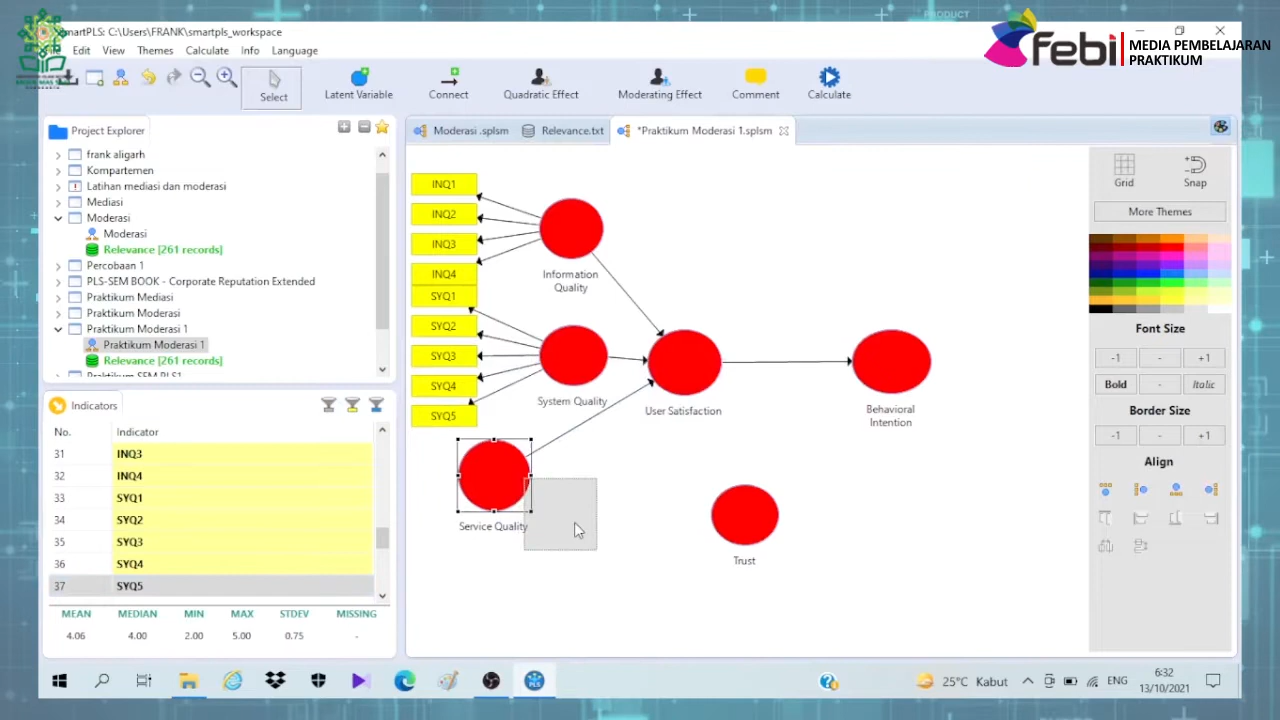 PRODUCT
SmartPLS: C:\Users\FRANK\smartpls_workspace
febi
MEDIA PEMBELAJARAN
PRAKTIKUM
Edit View Themes Calculate Info Language
Select
Latent Variable
Connect
Quadratic Effect
Moderating Effect
Comment
Calculate
Project Explorer
Moderasi .splsm
Relevance.txt
*Praktikum Moderasi 1.splsm
frank aligarh
Kompartemen
Latihan mediasi dan moderasi
Mediasi
Moderasi
Moderasi
Relevance [261 records]
Percobaan 1
PLS-SEM BOOK - Corporate Reputation Extended
Praktikum Mediasi
Praktikum Moderasi
Praktikum Moderasi 1
Praktikum Moderasi 1
Relevance [261 records]
Praktikum SEM PLS1
Indicators
No. Indicator
31 INQ3
32 INQ4
33 SYQ1
34 SYQ2
35 SYQ3
36 SYQ4
37 SYQ5
MEAN MEDIAN MIN MAX STDEV MISSING
4.06 4.00 2.00 5.00 0.75 -
INQ1
INQ2
INQ3
INQ4
SYQ1
SYQ2
SYQ3
SYQ4
SYQ5
Information
Quality
System Quality
User Satisfaction
Behavioral
Intention
Service Quality
Trust
Grid
Snap
More Themes
Font Size
-1 - +1
Bold - Italic
Border Size
-1 - +1
Align
PLS
25°C Kabut
ENG
6:32
13/10/2021